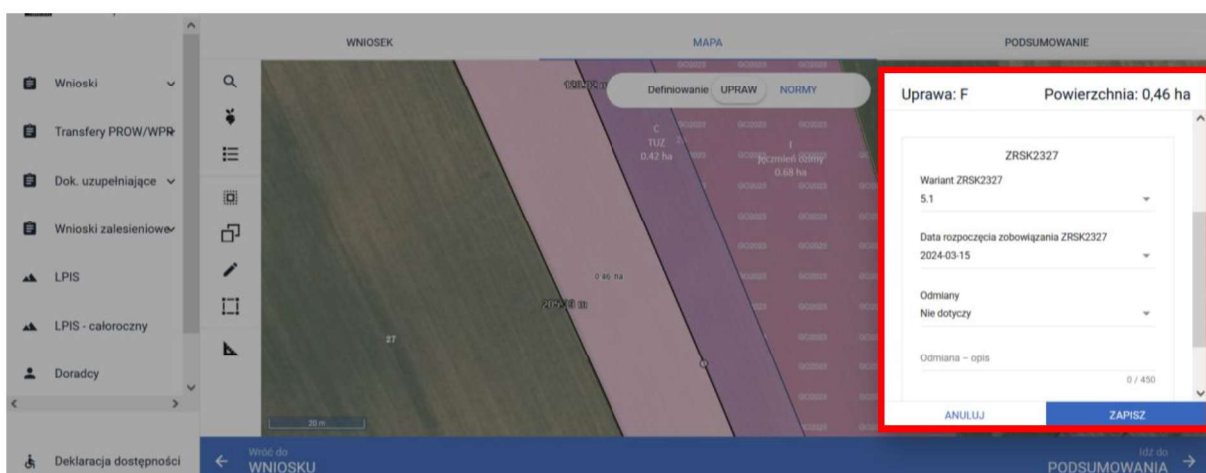 WNIOSEK
MAPA
PODSUMOWANIE
Wnioski
Transfery PROW/WPR
Dok. uzupełniające
Wnioski zalesieniowe
LPIS
LPIS - całoroczny
Doradcy
Deklaracja dostępności
Definiowanie UPRAW NORMY
C
TUZ
0.42 ha
I
Jęczmień ozimy
0.68 ha
0.46 ha
27
20 m
GO2023 GO2023 GO2023
Uprawa: F
Powierzchnia: 0,46 ha
ZRSK2327
Wariant ZRSK2327
5.1
Data rozpoczęcia zobowiązania ZRSK2327
2024-03-15
Odmiany
Nie dotyczy
Odmiana – opis
0 / 450
ANULUJ
ZAPISZ
Wróć do
WNIOSKU
Idź do
PODSUMOWANIA